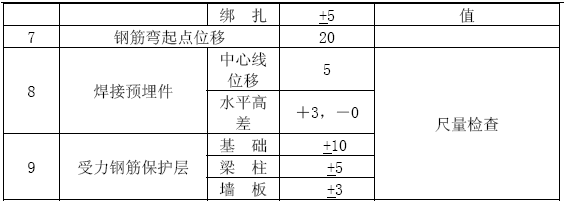 绑 扎 ±5 值
7 钢筋弯起点位移 20
8 焊接预埋件 中心线位移 5
水平高差 +3，-0
尺量检查
9 受力钢筋保护层 基 础 ±10
梁 柱 ±5
墙 板 ±3